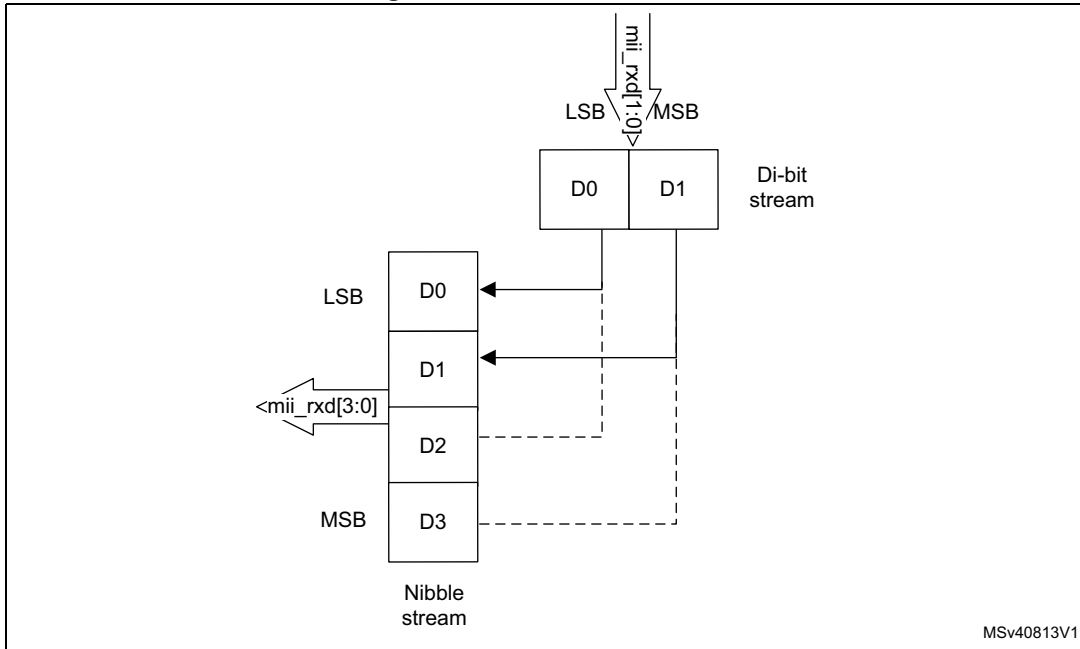 mii_rxd[1:0]>
LSB
MSB
D0
D1
Di-bit
stream
LSB
D0
D1
<mii_rxd[3:0]
D2
MSB
D3
Nibble
stream
MSv40813V1